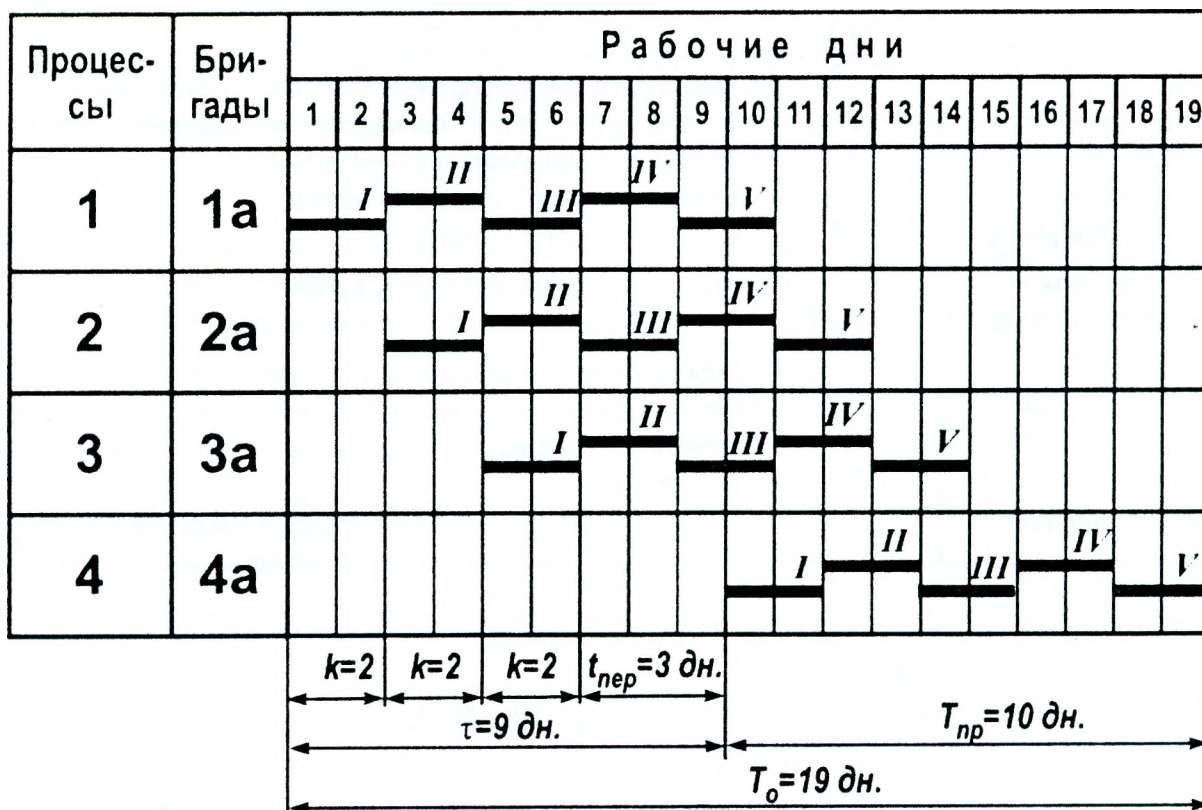 Процес-
сы
Бри-
гады
Рабочие дни
1 2 3 4 5 6 7 8 9 10 11 12 13 14 15 16 17 18 19
1 1а I II III IV V
2 2а I II III IV V
3 3а I II III IV V
4 4а I II III IV V
k=2 k=2 k=2 tпер=3 дн.
τ=9 дн. Tпр=10 дн.
Tо=19 дн.